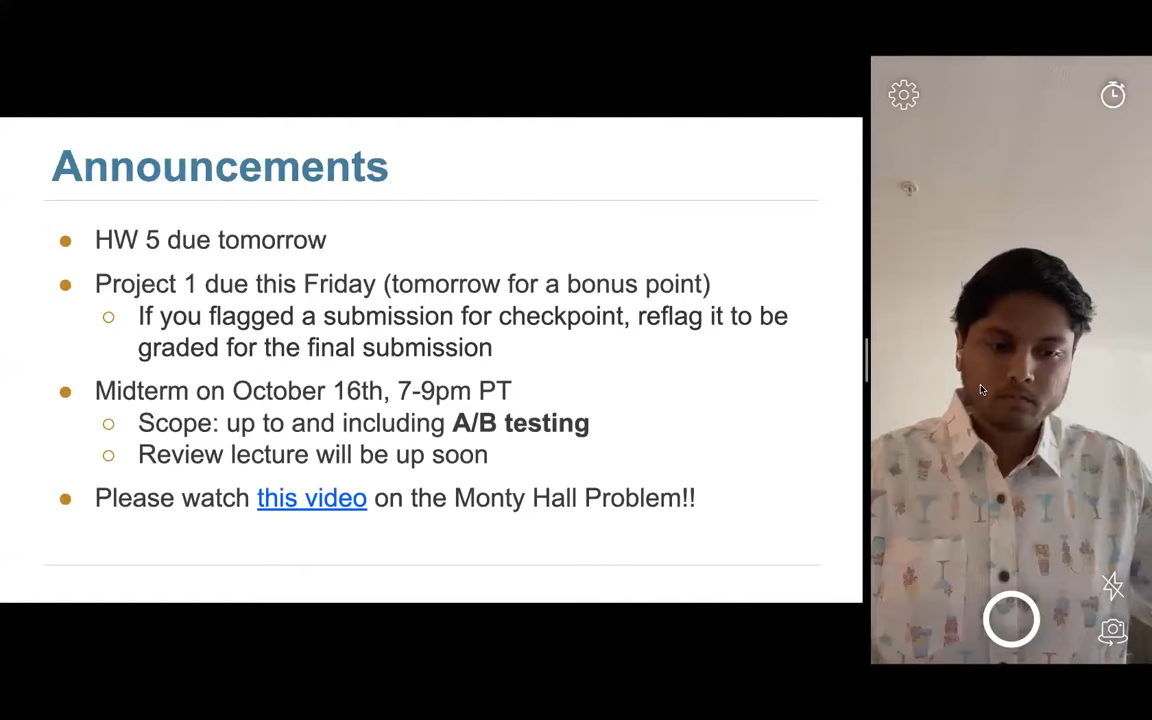 Announcements
HW 5 due tomorrow
Project 1 due this Friday (tomorrow for a bonus point)
If you flagged a submission for checkpoint, reflag it to be
graded for the final submission
Midterm on October 16th, 7-9pm PT
Scope: up to and including A/B testing
Review lecture will be up soon
Please watch this video on the Monty Hall Problem!!